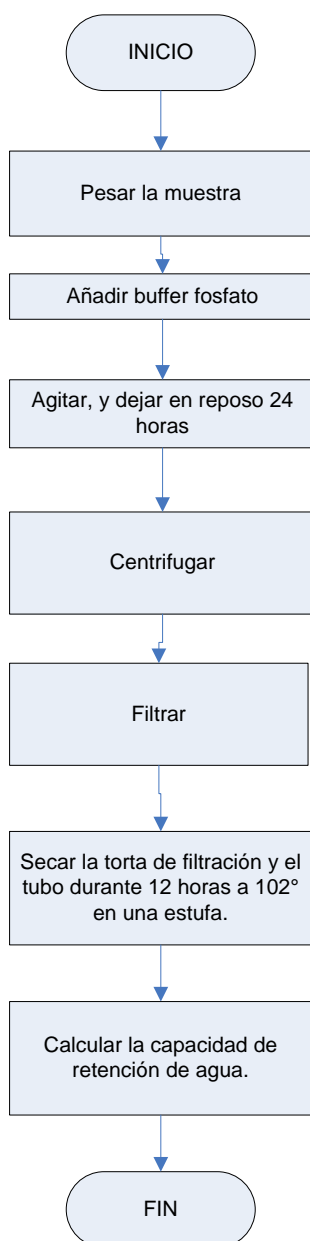 INICIO
Pesar la muestra
Añadir buffer fosfato
Agitar, y dejar en reposo 24
horas
Centrifugar
Filtrar
Secar la torta de filtración y el
tubo durante 12 horas a 102°
en una estufa.
Calcular la capacidad de
retención de agua.
FIN